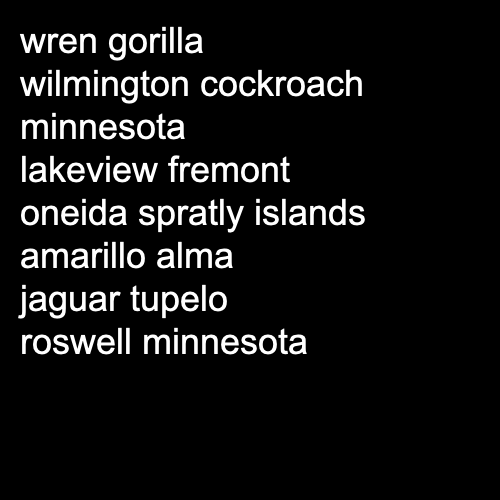 wren gorilla
wilmington cockroach
minnesota
lakeview fremont
oneida spratly islands
amarillo alma
jaguar tupelo
roswell minnesota